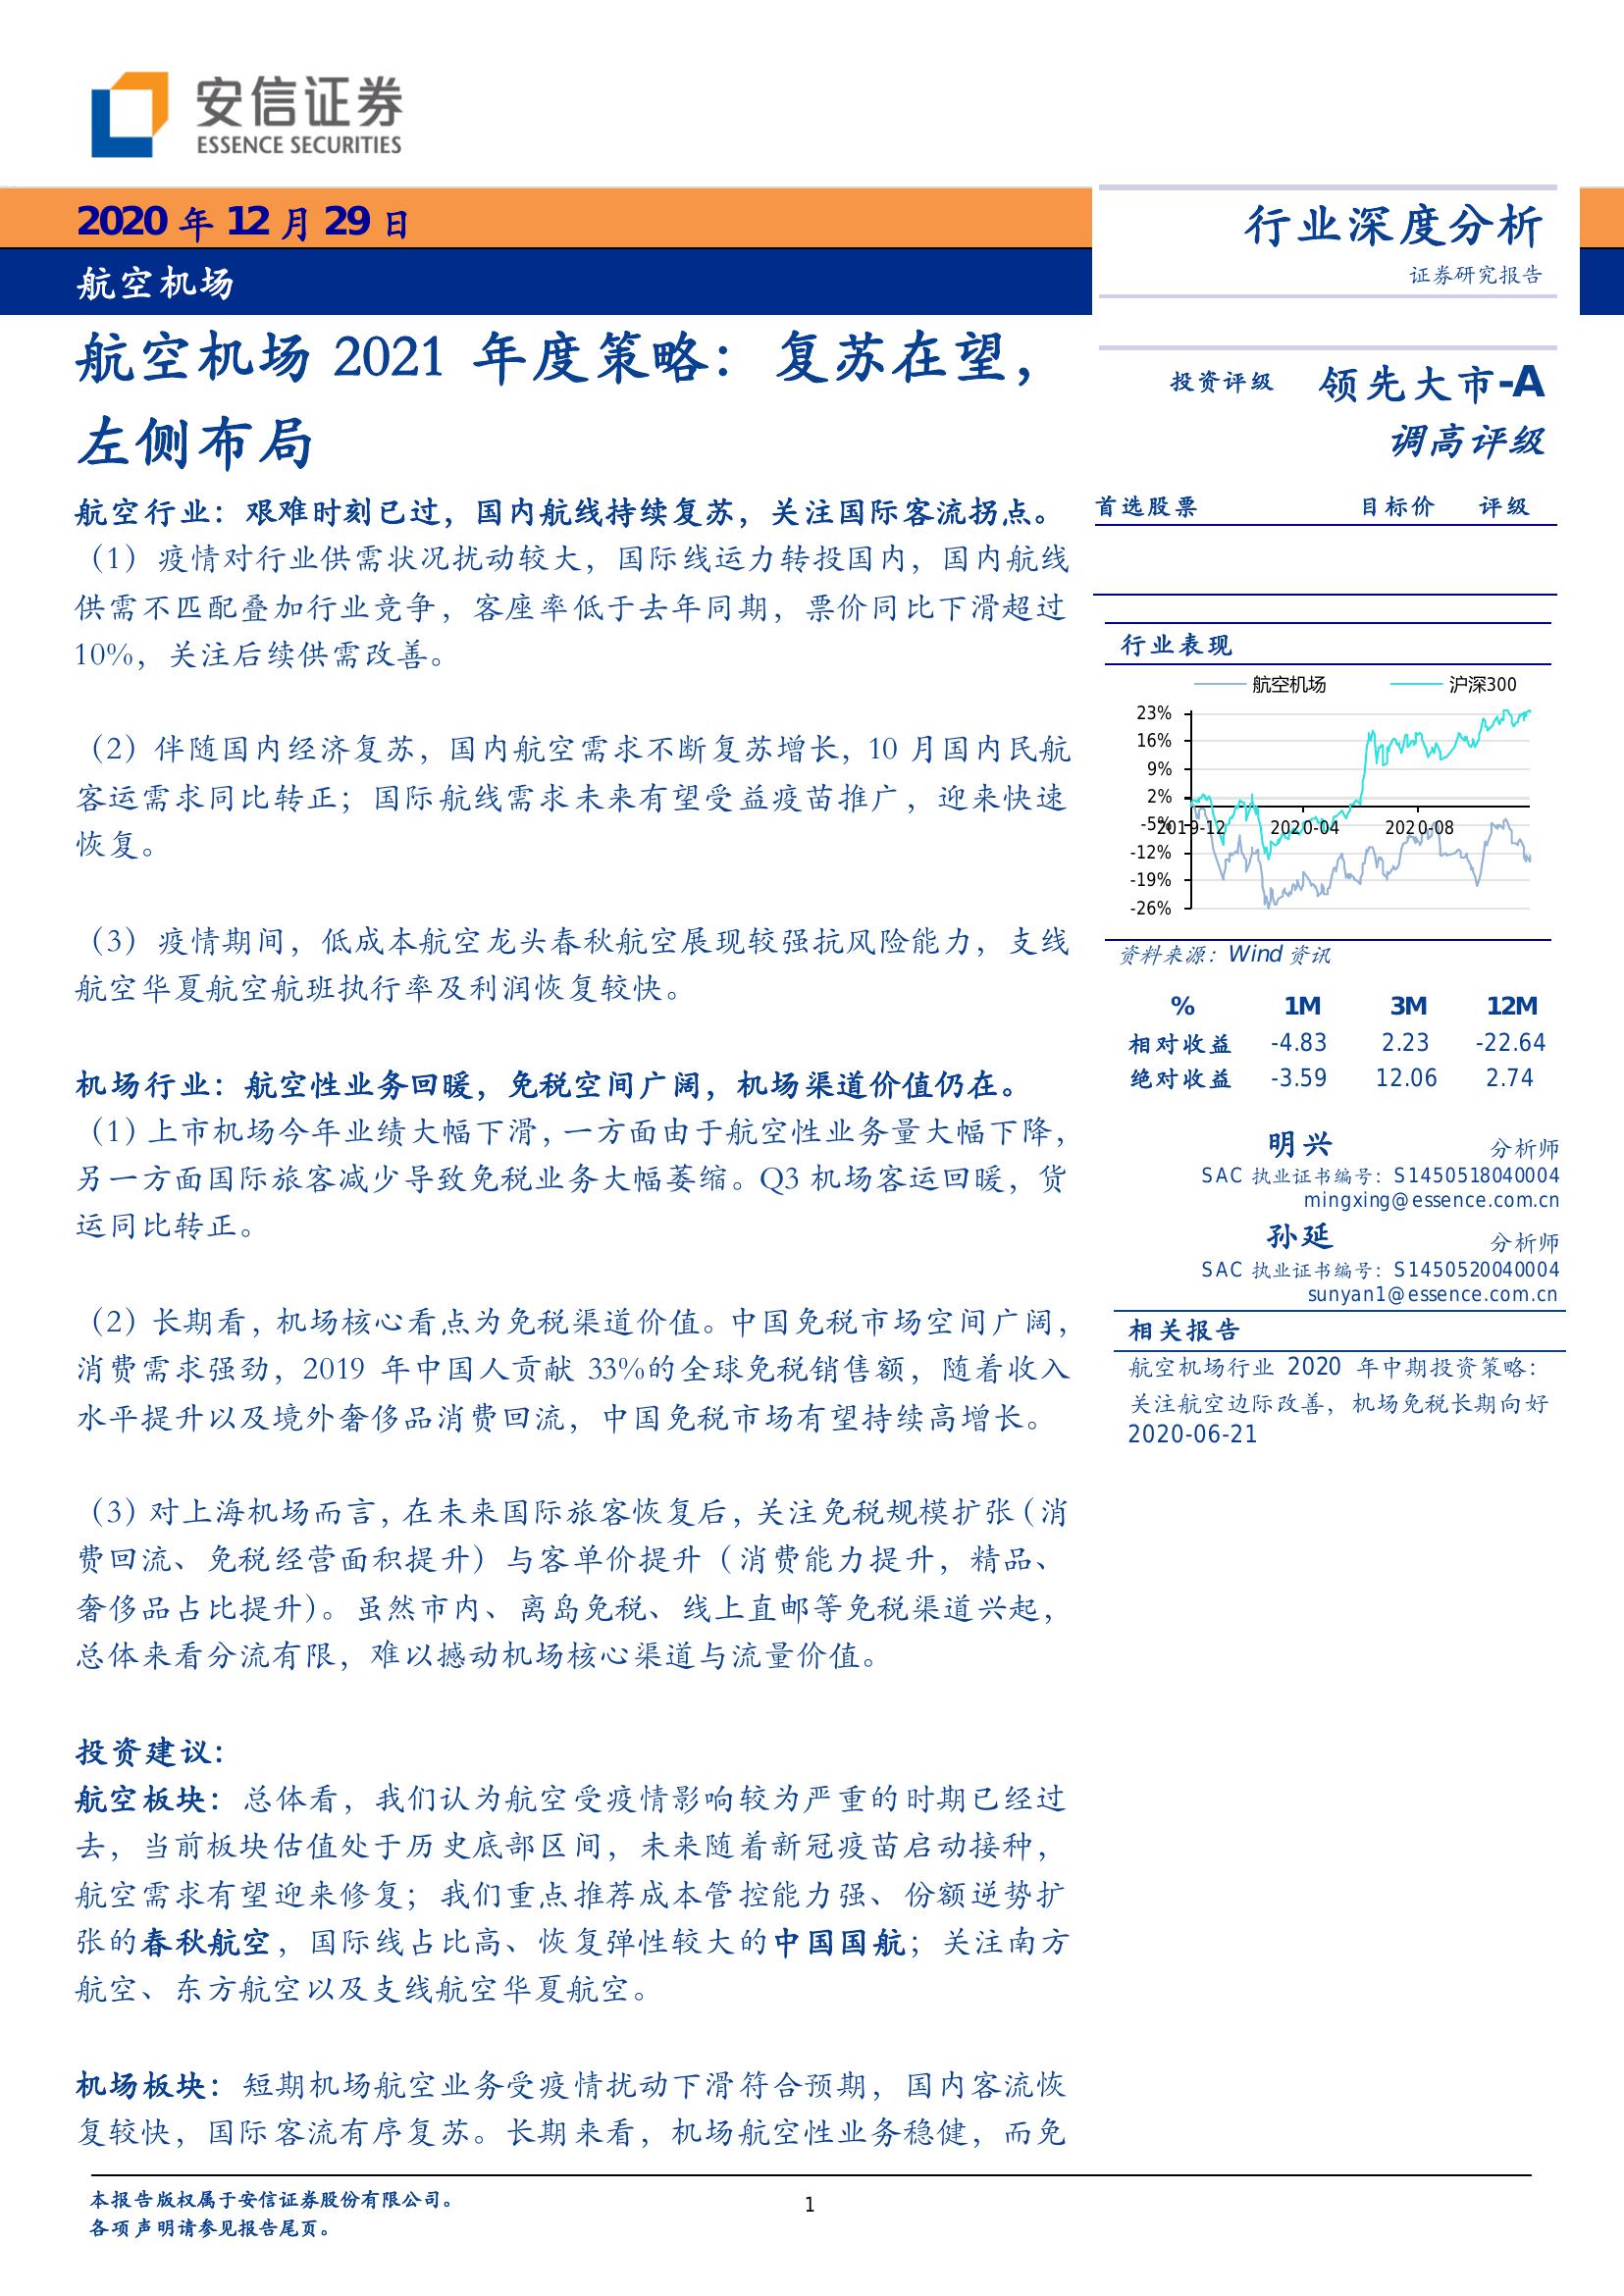 安信证券
ESSENCE SECURITIES
2020 年 12 月 29 日
航空机场
航空机场 2021 年度策略：复苏在望，
左侧布局
航空行业：艰难时刻已过，国内航线持续复苏，关注国际客流拐点。
（1）疫情对行业供需状况扰动较大，国际线运力转投国内，国内航线
供需不匹配叠加行业竞争，客座率低于去年同期，票价同比下滑超过
10%，关注后续供需改善。
（2）伴随国内经济复苏，国内航空需求不断复苏增长，10 月国内民航
客运需求同比转正；国际航线需求未来有望受益疫苗推广，迎来快速
恢复。
（3）疫情期间，低成本航空龙头春秋航空展现较强抗风险能力，支线
航空华夏航空航班执行率及利润恢复较快。
机场行业：航空性业务回暖，免税空间广阔，机场渠道价值仍在。
（1）上市机场今年业绩大幅下滑，一方面由于航空性业务量大幅下降，
另一方面国际旅客减少导致免税业务大幅萎缩。Q3 机场客运回暖，货
运同比转正。
（2）长期看，机场核心看点为免税渠道价值。中国免税市场空间广阔，
消费需求强劲，2019 年中国人贡献 33%的全球免税销售额，随着收入
水平提升以及境外奢侈品消费回流，中国免税市场有望持续高增长。
（3）对上海机场而言，在未来国际旅客恢复后，关注免税规模扩张（消
费回流、免税经营面积提升）与客单价提升（消费能力提升，精品、
奢侈品占比提升）。虽然市内、离岛免税、线上直邮等免税渠道兴起，
总体来看分流有限，难以撼动机场核心渠道与流量价值。
投资建议：
航空板块：总体看，我们认为航空受疫情影响较为严重的时期已经过
去，当前板块估值处于历史底部区间，未来随着新冠疫苗启动接种，
航空需求有望迎来修复；我们重点推荐成本管控能力强、份额逆势扩
张的春秋航空，国际线占比高、恢复弹性较大的中国国航；关注南方
航空、东方航空以及支线航空华夏航空。
机场板块：短期机场航空业务受疫情扰动下滑符合预期，国内客流恢
复较快，国际客流有序复苏。长期来看，机场航空性业务稳健，而免
行业深度分析
证券研究报告
投资评级 领先大市-A
调高评级
首选股票 目标价 评级
行业表现
航空机场 沪深300
23%
16%
9%
2%
-5%
-12%
-19%
-26%
2019-12 2020-04 2020-08
资料来源：Wind 资讯
% 1M 3M 12M
相对收益 -4.83 2.23 -22.64
绝对收益 -3.59 12.06 2.74
明兴 分析师
SAC 执业证书编号：S1450518040004
mingxing@essence.com.cn
孙延 分析师
SAC 执业证书编号：S1450520040004
sunyan1@essence.com.cn
相关报告
航空机场行业 2020 年中期投资策略：
关注航空边际改善，机场免税长期向好
2020-06-21
本报告版权属于安信证券股份有限公司。
各项声明请参见报告尾页。
1